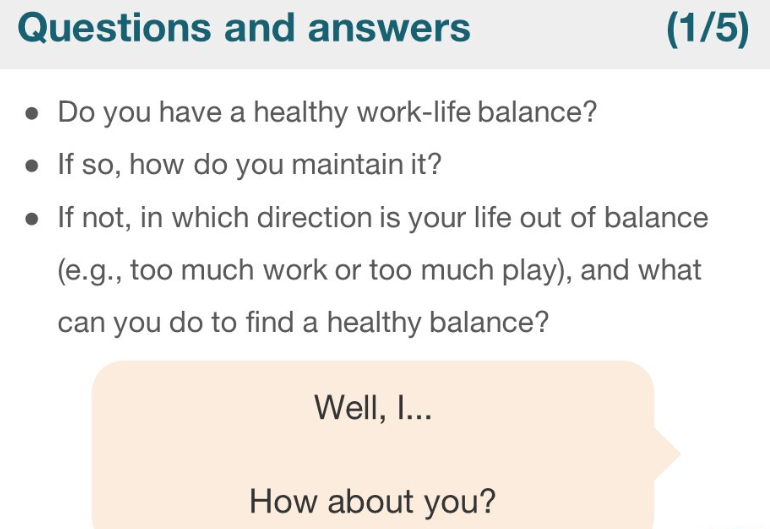 Questions and answers (1/5)
● Do you have a healthy work-life balance?
● If so, how do you maintain it?
● If not, in which direction is your life out of balance
(e.g., too much work or too much play), and what
can you do to find a healthy balance?
Well, I...
How about you?